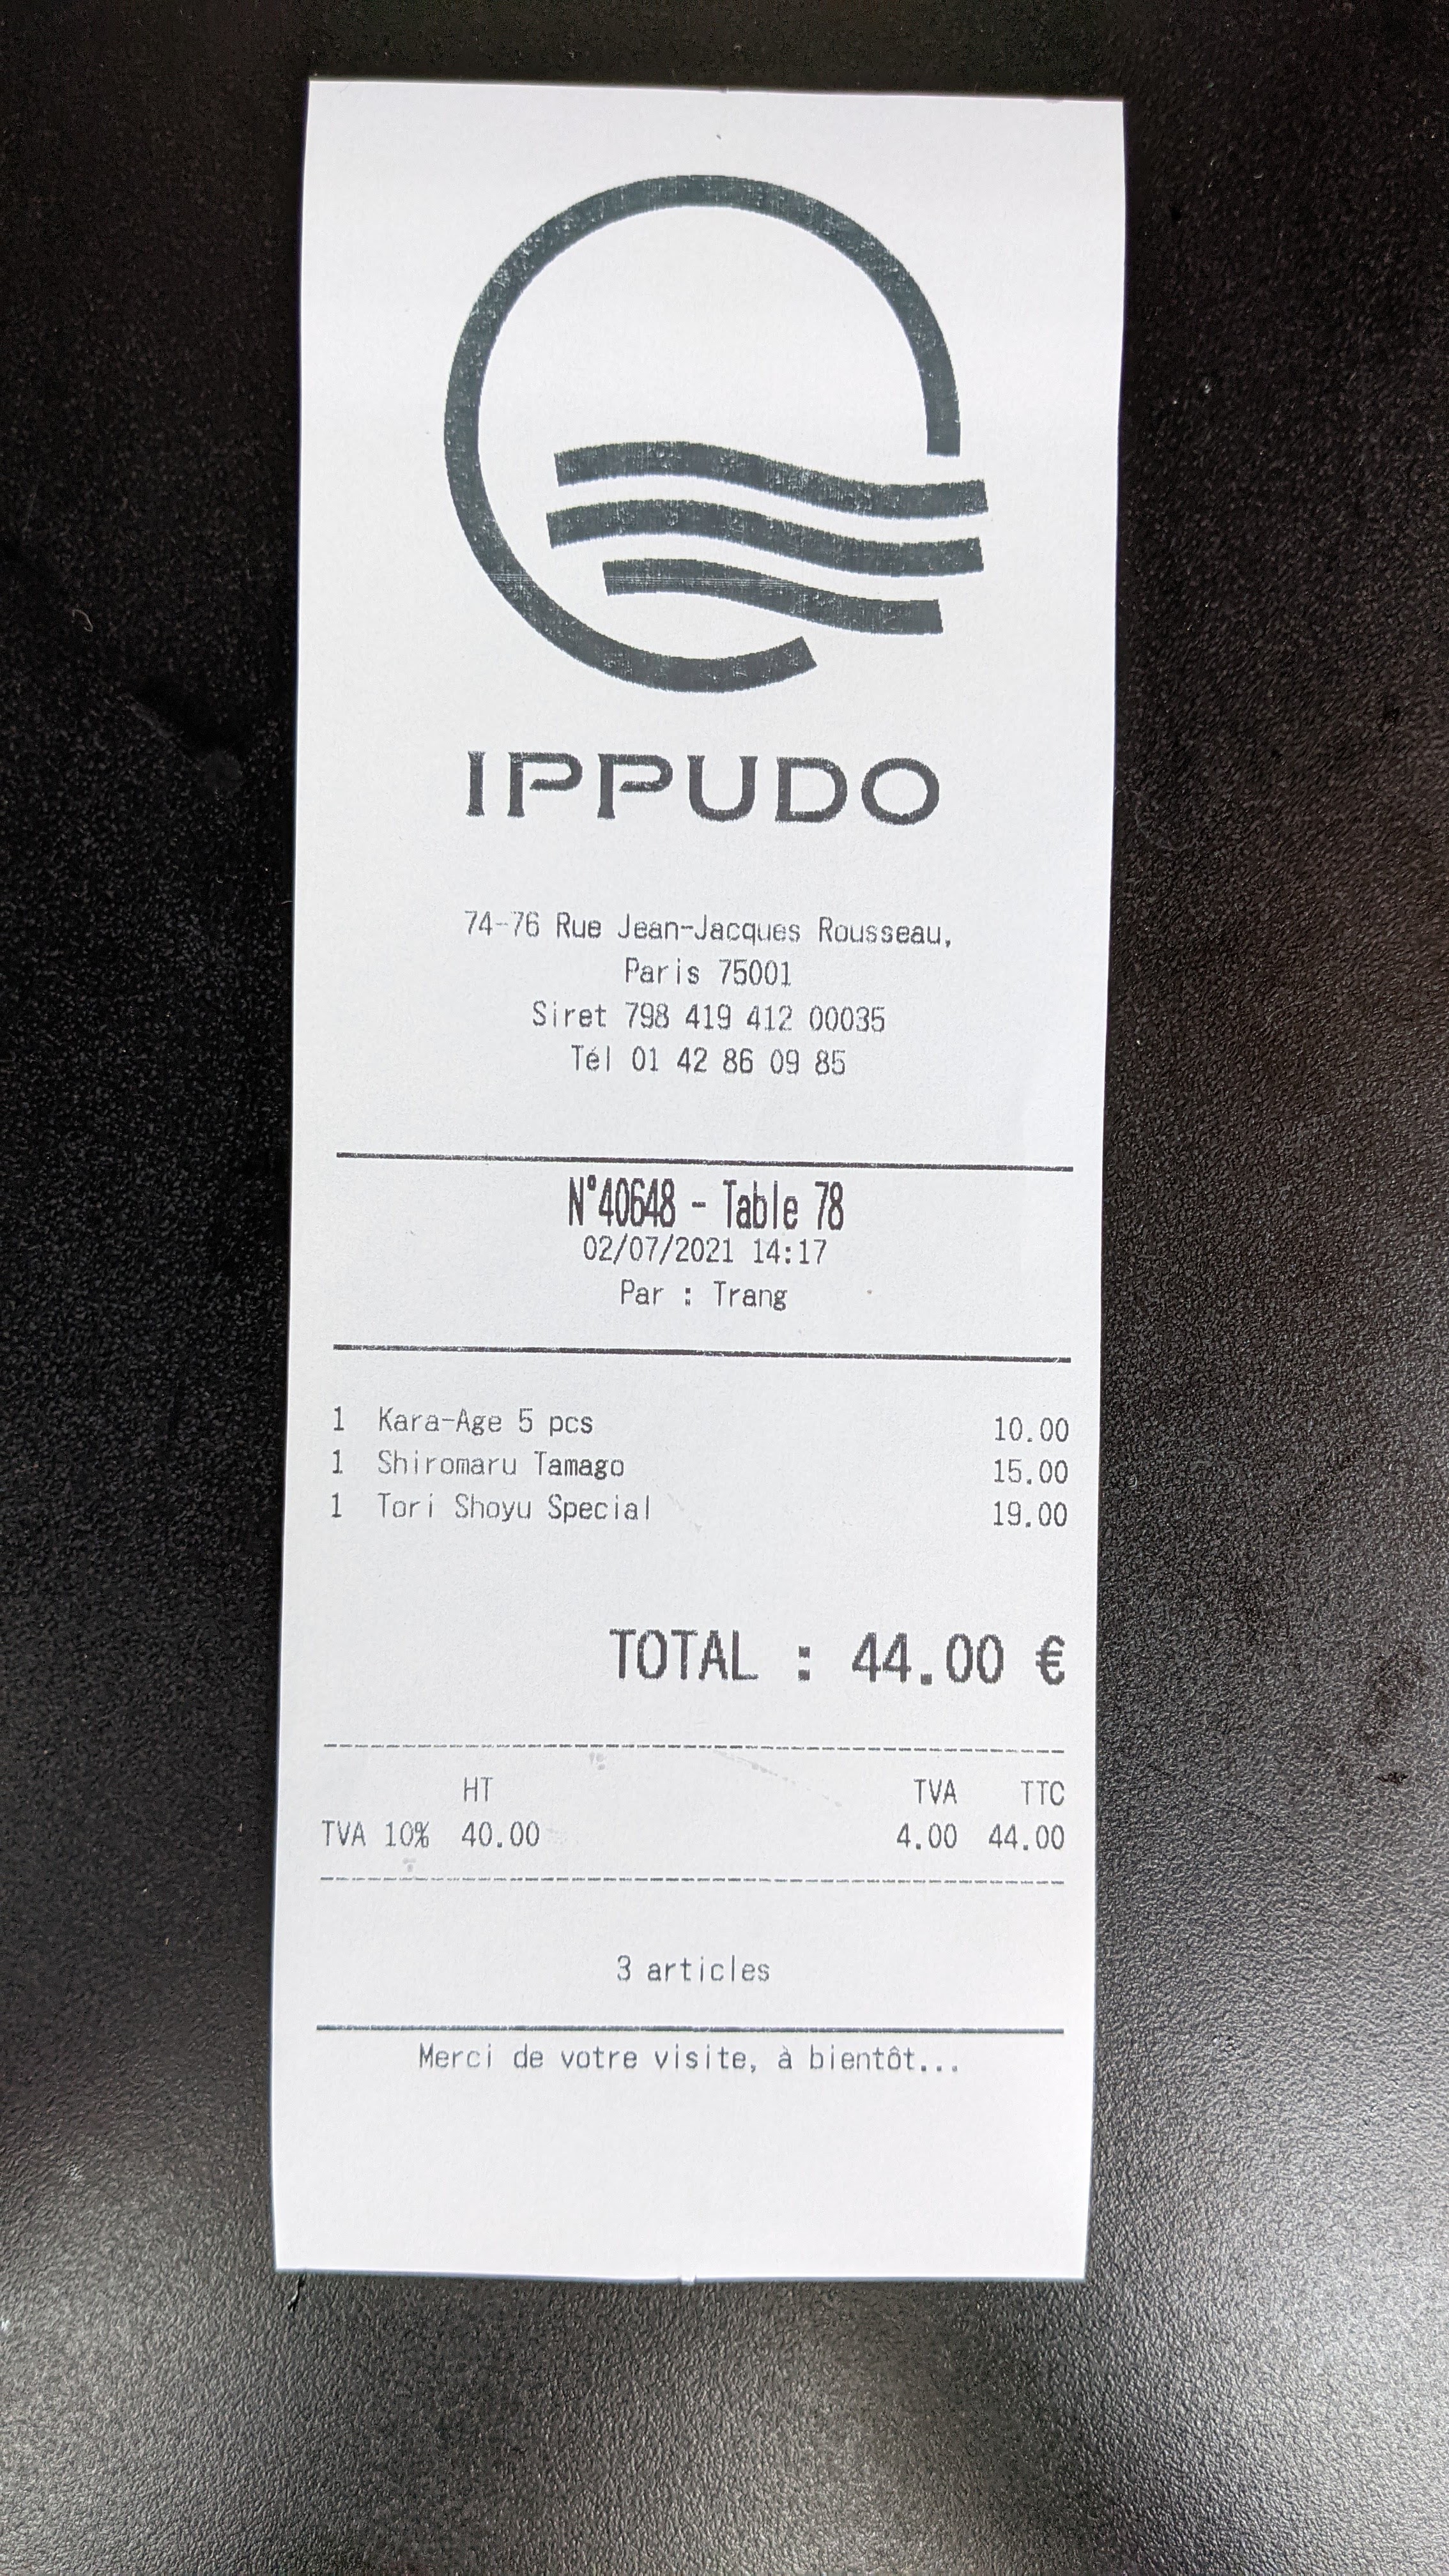 IPPUDO
74-76 Rue Jean-Jacques Rousseau,
Paris 75001
Siret 798 419 412 00035
Tél 01 42 86 09 85
N°40648 - Table 78
02/07/2021 14:17
Par : Trang
1 Kara-Age 5 pcs 10.00
1 Shiromaru Tamago 15.00
1 Tori Shoyu Special 19.00
TOTAL : 44.00 €
HT TVA TTC
TVA 10% 40.00 4.00 44.00
3 articles
Merci de votre visite, à bientôt...